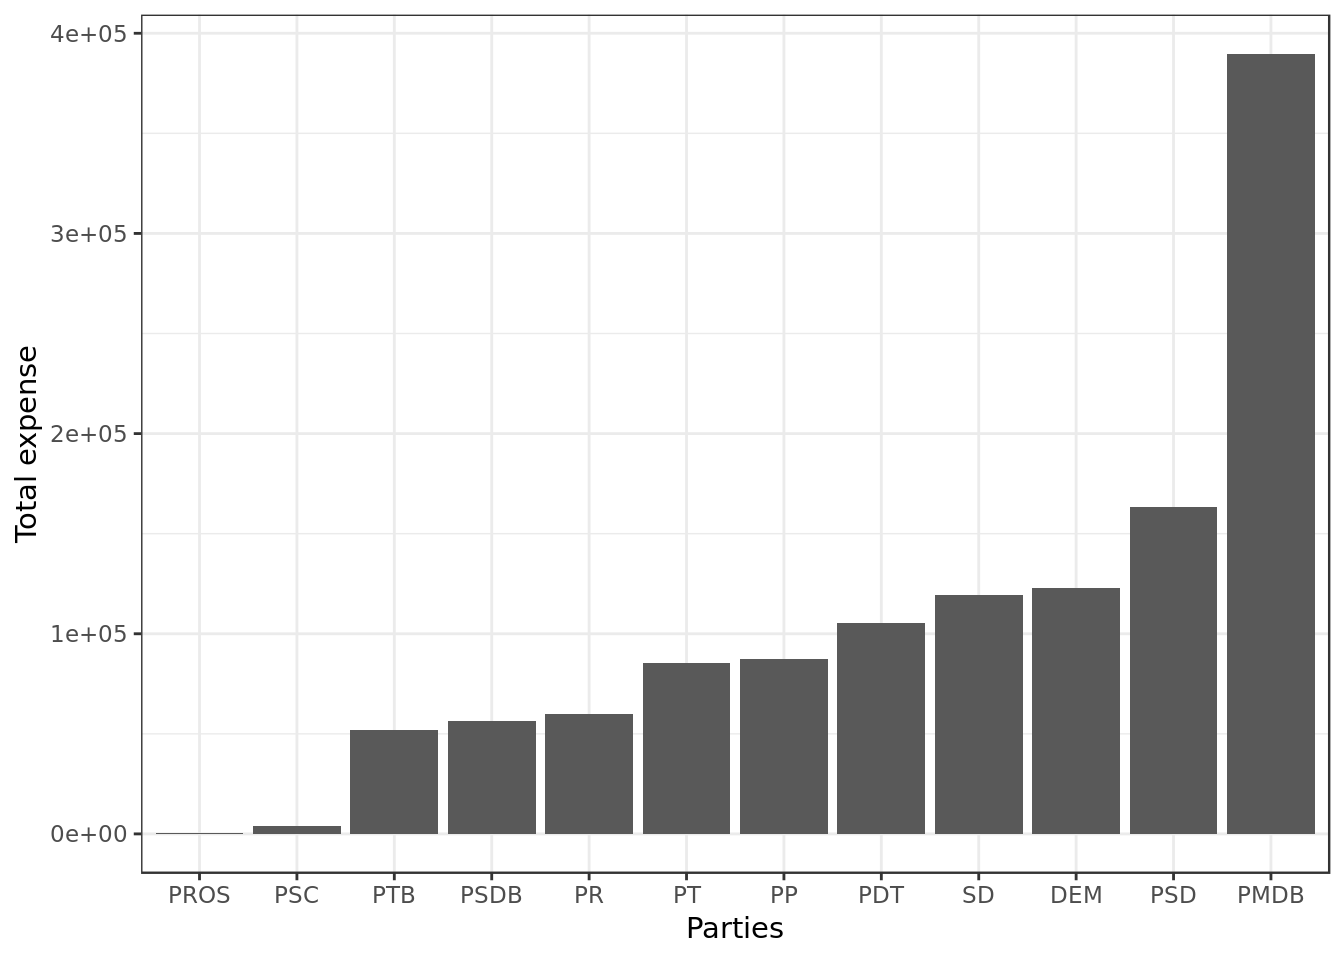 4e+05
3e+05
2e+05
1e+05
0e+00
Total expense
PROS PSC PTB PSDB PR PT PP PDT SD DEM PSD PMDB
Parties